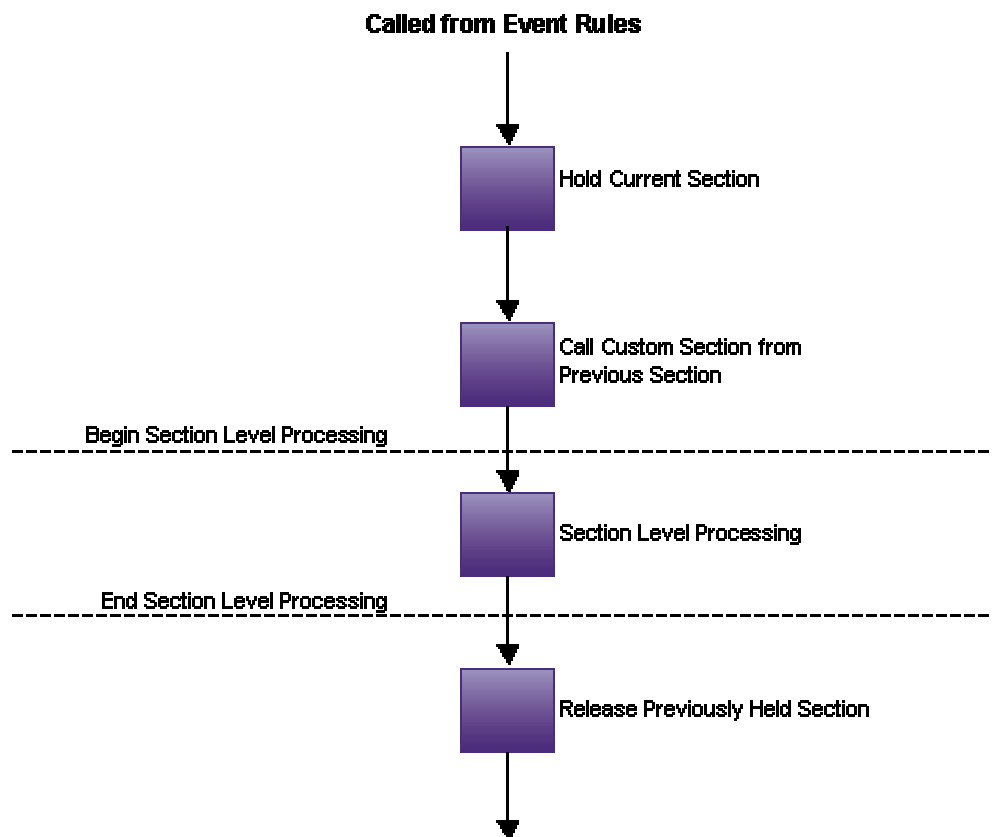 Called from Event Rules
Hold Current Section
Call Custom Section from
Previous Section
Begin Section Level Processing
Section Level Processing
End Section Level Processing
Release Previously Held Section